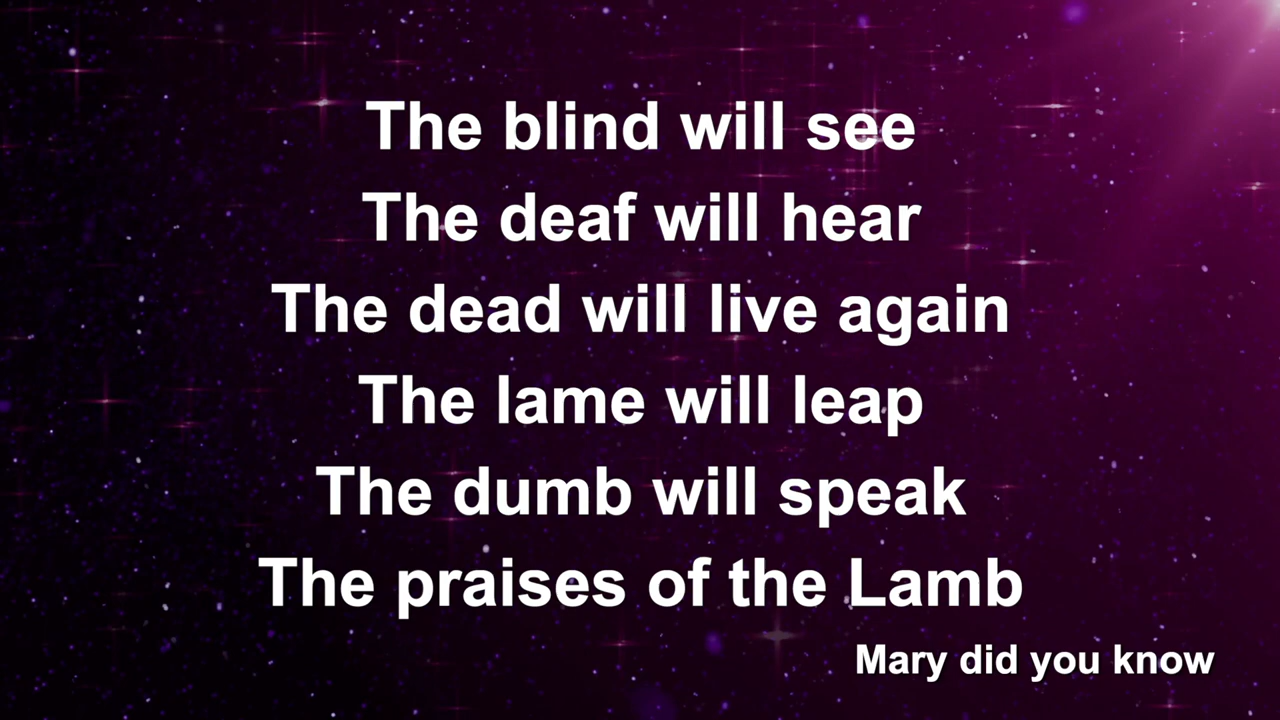 The blind will see
The deaf will hear
The dead will live again
The lame will leap
The dumb will speak
The praises of the Lamb
Mary did you know